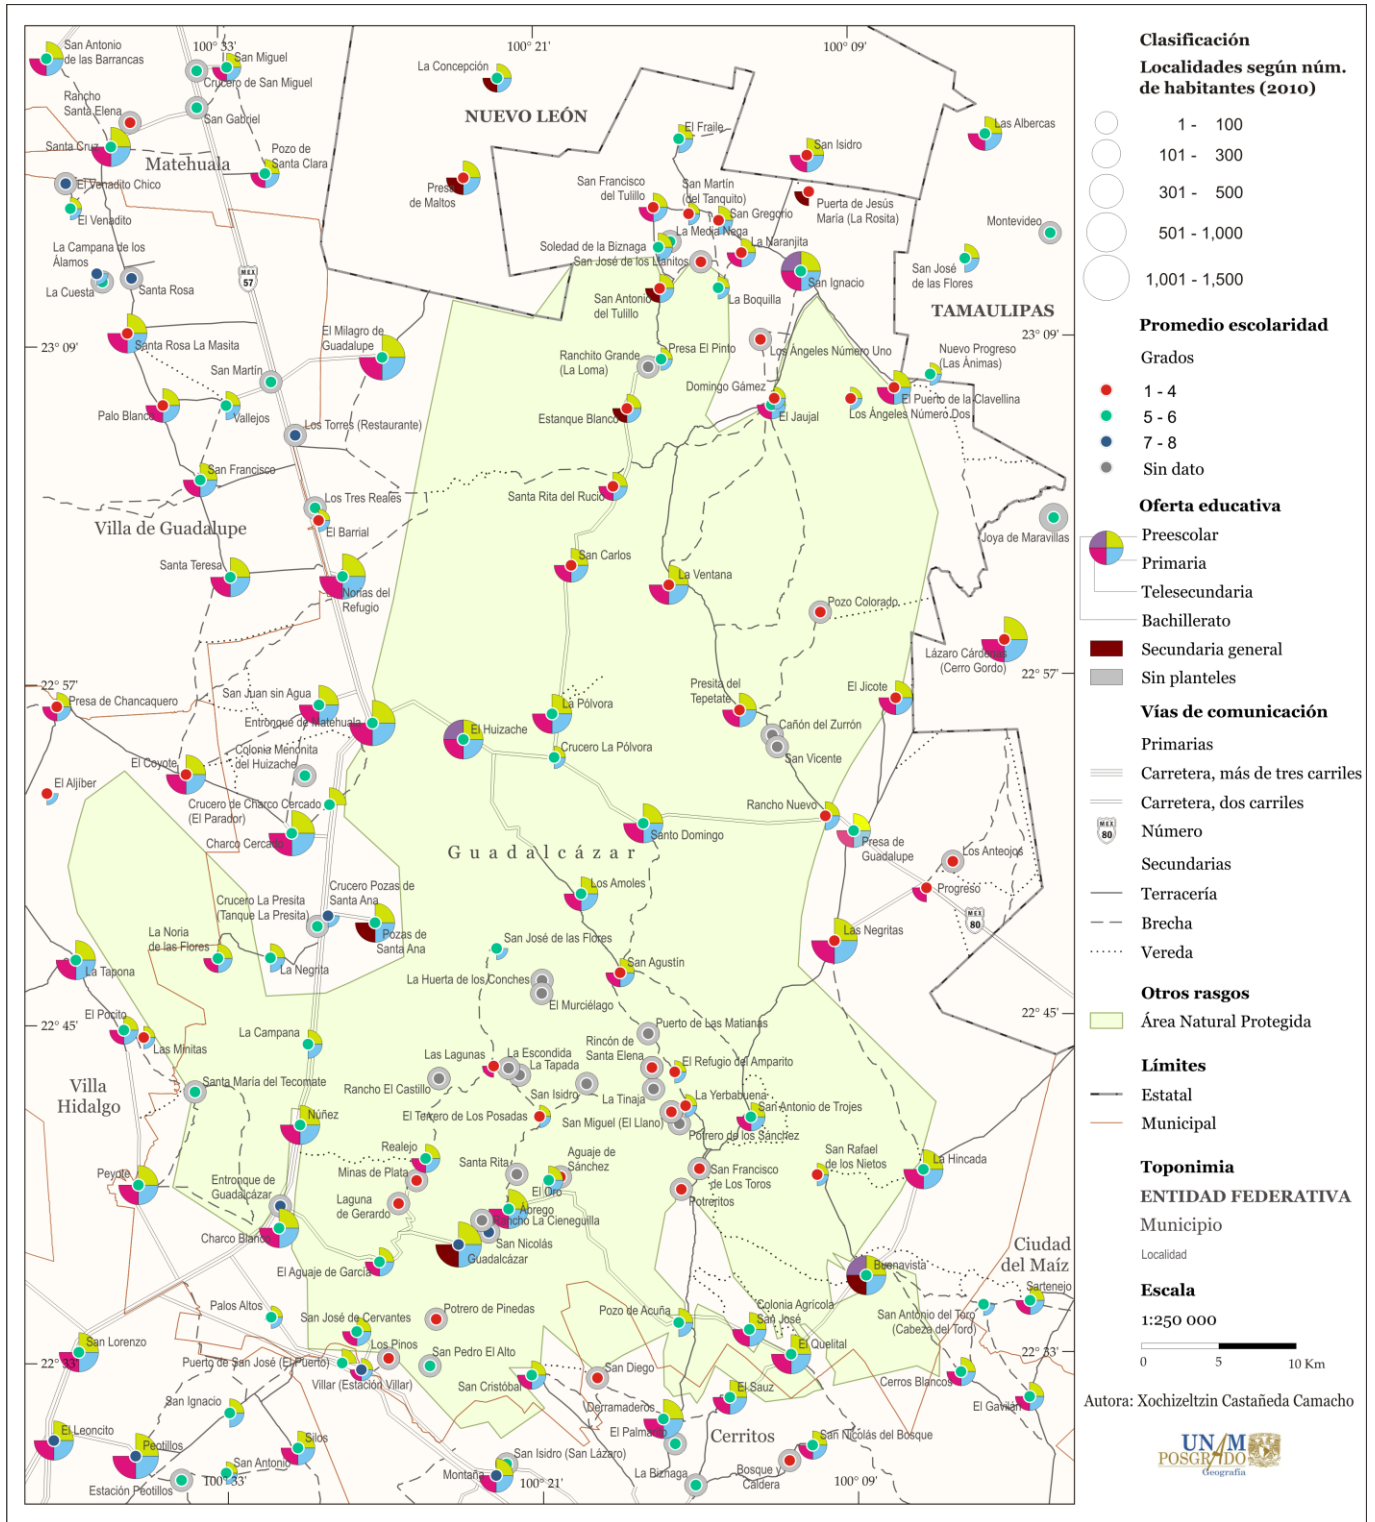 100° 33'
100° 21'
100° 09'
San Antonio
de las Barrancas
San Miguel
Crucero de San Miguel
Rancho
Santa Elena
San Gabriel
Santa Cruz
Matehuala
Pozo de
Santa Clara
El Venadito Chico
El Venadito
La Campana de los
Álamos
La Cuesta
Santa Rosa
MEX
57
La Concepción
NUEVO LEÓN
Presa
de Maltos
El Fraile
San Isidro
Las Albercas
San Francisco
del Tulillo
San Martín
(del Tanquito)
San Gregorio
Puerta de Jesús
María (La Rosita)
La Media Nega
Soledad de la Biznaga
La Naranjita
San José de los Llanitos
San Ignacio
Montevideo
San José
de las Flores
San Antonio
del Tulillo
La Boquilla
TAMAULIPAS
23° 09'
23° 09'
Santa Rosa La Masita
El Milagro de
Guadalupe
San Martín
Palo Blanco
Vallejos
Los Torres (Restaurante)
Ranchito Grande
(La Loma)
Presa El Pinto
Los Ángeles Número Uno
Nuevo Progreso
(Las Ánimas)
Domingo Gámez
El Jaujal
El Puerto de la Clavellina
Los Ángeles Número Dos
Estanque Blanco
San Francisco
Los Tres Reales
El Barrial
Santa Rita del Rucio
Villa de Guadalupe
Joya de Maravillas
Santa Teresa
Norias del
Refugio
San Carlos
La Ventana
Pozo Colorado
Lázaro Cárdenas
(Cerro Gordo)
22° 57'
22° 57'
Presa de Chancaquero
San Juan sin Agua
Entronque de Matehuala
La Pólvora
Presita del
Tepetate
El Jicote
El Huizache
Crucero La Pólvora
Cañón del Zurrón
San Vicente
Colonia Menonita
del Huizache
El Coyote
El Aljiber
Crucero de Charco Cercado
(El Parador)
Charco Cercado
Rancho Nuevo
Santo Domingo
Presa de
Guadalupe
Los Anteojos
Guadalcázar
Progreso
MEX
80
Los Amoles
Crucero Pozas de
Santa Ana
Crucero La Presita
(Tanque La Presita)
Pozas de
Santa Ana
La Noria
de las Flores
La Negrita
La Tapona
San José de las Flores
Las Negritas
San Agustín
La Huerta de los Conches
El Murciélago
22° 45'
22° 45'
El Pocito
Las Minitas
La Campana
Puerto de Las Matianas
Rincón de
Santa Elena
Las Lagunas
La Escondida
La Tapada
El Refugio del Amparito
Rancho El Castillo
San Isidro
La Tinaja
La Yerbabuena
San Antonio de Trojes
Villa
Hidalgo
Santa María del Tecomate
Núñez
El Terrero de Los Posadas
San Miguel (El Llano)
Potrero de los Sánchez
Realejo
Minas de Plata
Santa Rita
Aguaje de
Sánchez
El Oro
San Francisco
de Los Toros
San Rafael
de los Nietos
La Hincada
Peyote
Entronque de
Guadalcázar
Laguna
de Gerardo
Abrego
Rancho La Cieneguilla
San Nicolás
Guadalcázar
Potreritos
Charco Blanco
El Aguaje de García
Buenavista
Ciudad
del Maíz
Sartenejo
Palos Altos
San José de Cervantes
Potrero de Pinedas
Pozo de Acuña
Colonia Agrícola
San José
San Antonio del Toro
(Cabeza del Toro)
San Lorenzo
Los Pinos
22° 33'
22° 33'
Puerto de San José (El Puerto)
Villar (Estación Villar)
San Pedro El Alto
San Cristóbal
San Diego
El Quelital
Cerros Blancos
El Gavilán
San Ignacio
El Sauz
Derramaderos
El Palmarito
Cerritos
San Nicolás del Bosque
El Leoncito
Peotillos
Silos
San Antonio
Estación Peotillos
San Isidro (San Lázaro)
Montaña
La Biznaga
Bosque y
Caldera
100° 33'
100° 21'
100° 09'
Clasificación
Localidades según núm.
de habitantes (2010)
1 - 100
101 - 300
301 - 500
501 - 1,000
1,001 - 1,500
Promedio escolaridad
Grados
1 - 4
5 - 6
7 - 8
Sin dato
Oferta educativa
Preescolar
Primaria
Telesecundaria
Bachillerato
Secundaria general
Sin planteles
Vías de comunicación
Primarias
Carretera, más de tres carriles
Carretera, dos carriles
MEX
80
Número
Secundarias
Terracería
Brecha
Vereda
Otros rasgos
Área Natural Protegida
Límites
Estatal
Municipal
Toponimia
ENTIDAD FEDERATIVA
Municipio
Localidad
Escala
1:250 000
0 5 10 Km
Autora: Xochizeltzin Castañeda Camacho
UNAM
POSGRADO
Geografía